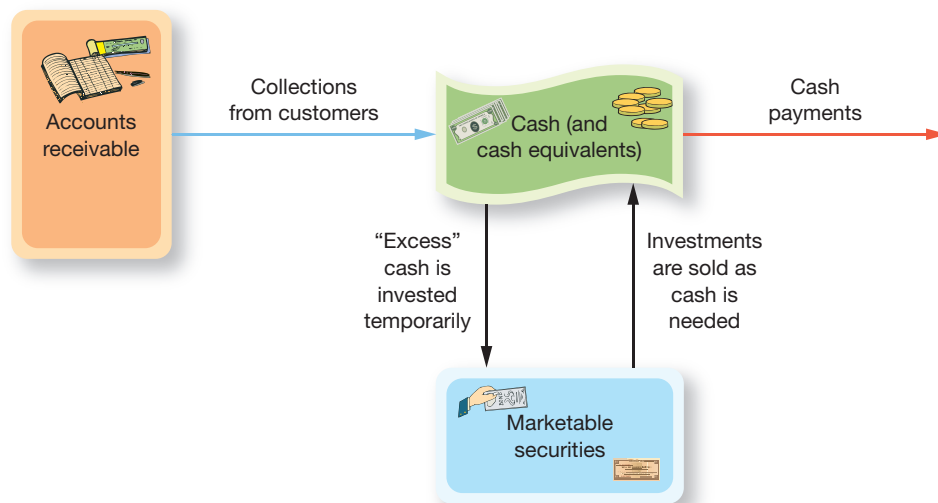 Accounts
receivable
Collections
from customers
Cash (and
cash equivalents)
Cash
payments
“Excess”
cash is
invested
temporarily
Investments
are sold as
cash is
needed
Marketable
securities